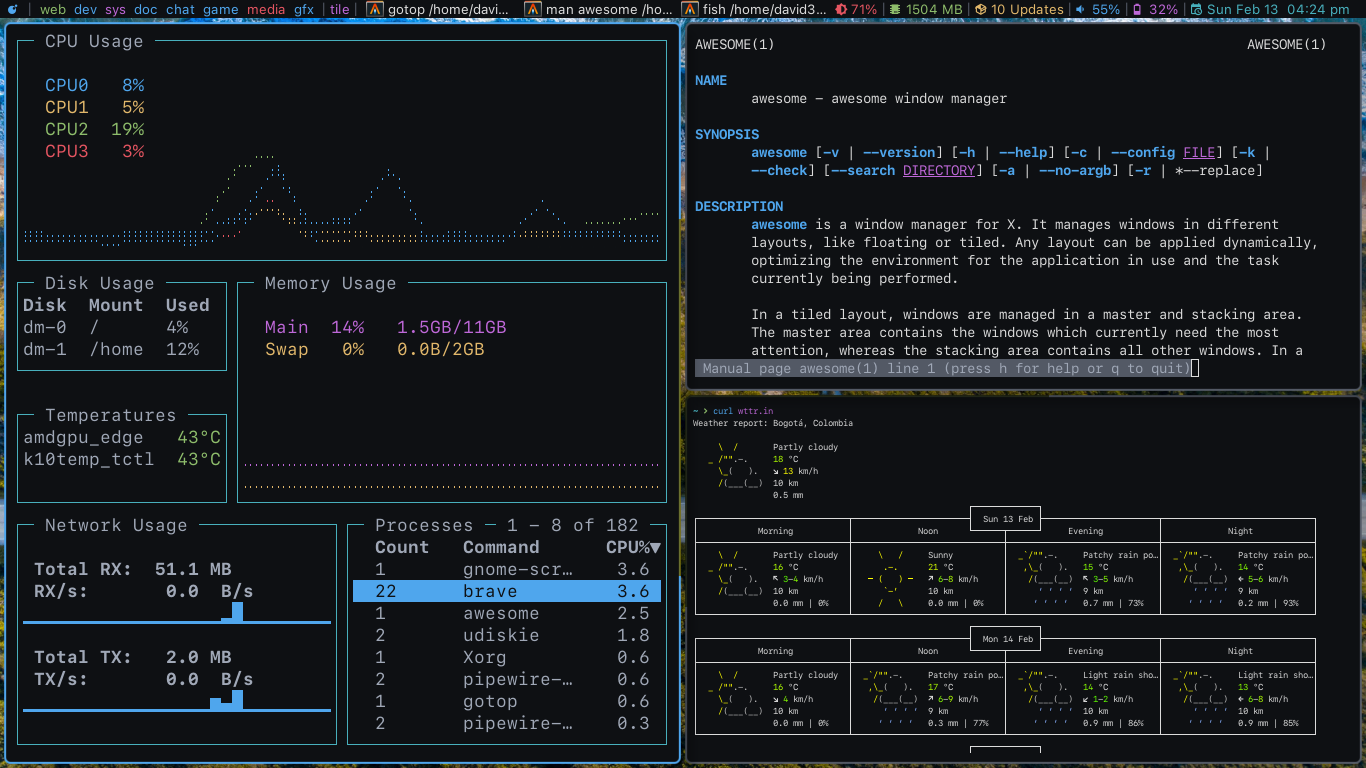 | web dev sys doc chat game media gfx | tile | gotop /home/davi... man awesome /ho... fish /home/david3... 71% | 1504 MB | 10 Updates | 55% | 32% | Sun Feb 13 04:24 pm
CPU Usage
CPU0 8%
CPU1 5%
CPU2 19%
CPU3 3%
Disk Usage
Disk Mount Used
dm-0 / 4%
dm-1 /home 12%
Memory Usage
Main 14% 1.5GB/11GB
Swap 0% 0.0B/2GB
Temperatures
amdgpu_edge 43°C
k10temp_tctl 43°C
Network Usage
Total RX: 51.1 MB
RX/s: 0.0 B/s
Total TX: 2.0 MB
TX/s: 0.0 B/s
Processes — 1 - 8 of 182
Count Command CPU%▼
1 gnome-scr… 3.6
22 brave 3.6
1 awesome 2.5
2 udiskie 1.8
1 Xorg 0.6
2 pipewire-… 0.6
1 gotop 0.6
2 pipewire-… 0.3
AWESOME(1) AWESOME(1)
NAME
awesome - awesome window manager
SYNOPSIS
awesome [-v | --version] [-h | --help] [-c | --config FILE] [-k |
--check] [--search DIRECTORY] [-a | --no-argb] [-r | *--replace]
DESCRIPTION
awesome is a window manager for X. It manages windows in different
layouts, like floating or tiled. Any layout can be applied dynamically,
optimizing the environment for the application in use and the task
currently being performed.
In a tiled layout, windows are managed in a master and stacking area.
The master area contains the windows which currently need the most
attention, whereas the stacking area contains all other windows. In a
Manual page awesome(1) line 1 (press h for help or q to quit)
~ > curl wttr.in
Weather report: Bogotá, Colombia
Partly cloudy
18 °C
↘ 13 km/h
10 km
0.5 mm
Sun 13 Feb
Morning Noon Evening Night
Partly cloudy Sunny Patchy rain po… Patchy rain po…
16 °C 21 °C 15 °C 14 °C
↖ 3-4 km/h ↗ 6-8 km/h ↖ 3-5 km/h ← 5-6 km/h
10 km 10 km 9 km 9 km
0.0 mm | 0% 0.0 mm | 0% 0.7 mm | 73% 0.2 mm | 93%
Mon 14 Feb
Morning Noon Evening Night
Partly cloudy Patchy rain po… Light rain sho… Light rain sho…
16 °C 17 °C 14 °C 13 °C
↘ 4 km/h ↗ 6-9 km/h ↙ 1-2 km/h ↖ 6-8 km/h
10 km 9 km 10 km 10 km
0.0 mm | 0% 0.3 mm | 77% 0.9 mm | 86% 0.9 mm | 85%